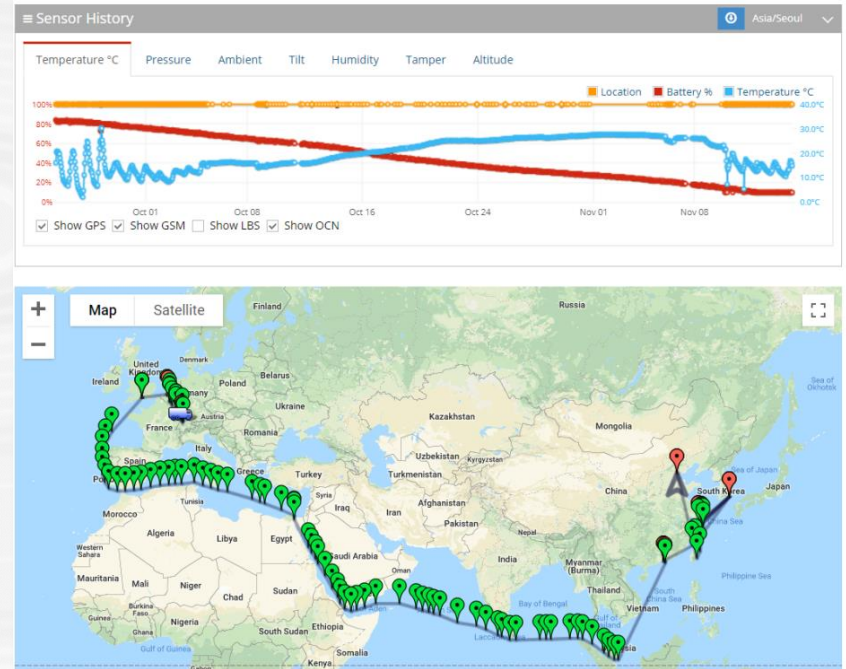 Sensor History
Asia/Seoul
Temperature °C Pressure Ambient Tilt Humidity Tamper Altitude
Location Battery % Temperature °C
100% 40.0°C
80% 30.0°C
60% 20.0°C
40%
20% 10.0°C
0% 0.0°C
Oct 01 Oct 08 Oct 16 Oct 24 Nov 01 Nov 08
Show GPS Show GSM Show LBS Show OCN
+ Map Satellite
−
Finland
Russia
United
Denmark
Ireland
Poland
Belarus
Sea of
Okhotsk
Ukraine
France
Austria
Kazakhstan
Mongolia
Romania
Italy
Uzbekistan
Kyrgyzstan
Spain
Greece
Turkey
Turkmenistan
Sea of Japan
Tunisia
Syria
China
South Korea
Japan
Morocco
Iraq
Iran
Afghanistan
Algeria
Libya
Egypt
Pakistan
Nepal
Western
Sahara
India
Myanmar
(Burma)
Mauritania
Mali
Niger
Oman
Chad
Sudan
Thailand
Philippine Sea
Burkina
Faso
Bay of Bengal
South
China Sea
Vietnam
Philippines
Guinea
Nigeria
Ghana
South Sudan
Ethiopia
Gulf of Guinea
Somalia
Kenya